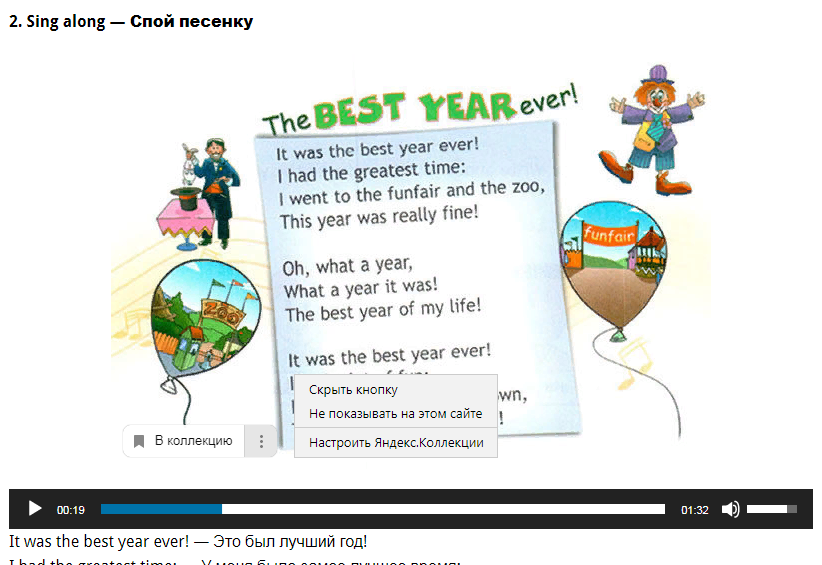 2. Sing along — Спой песенку
The BEST YEAR ever!
It was the best year ever!
I had the greatest time:
I went to the funfair and the zoo,
This year was really fine!
funfair
Oh, what a year,
What a year it was!
The best year of my life!
ZOO
It was the best year ever!
Скрыть кнопку
wn,
Не показывать на этом сайте
!
В коллекцию
Настроить Яндекс.Коллекции
00:19
01:32
It was the best year ever! — Это был лучший год!
I had the greatest time: — У меня было самое лучшее время: